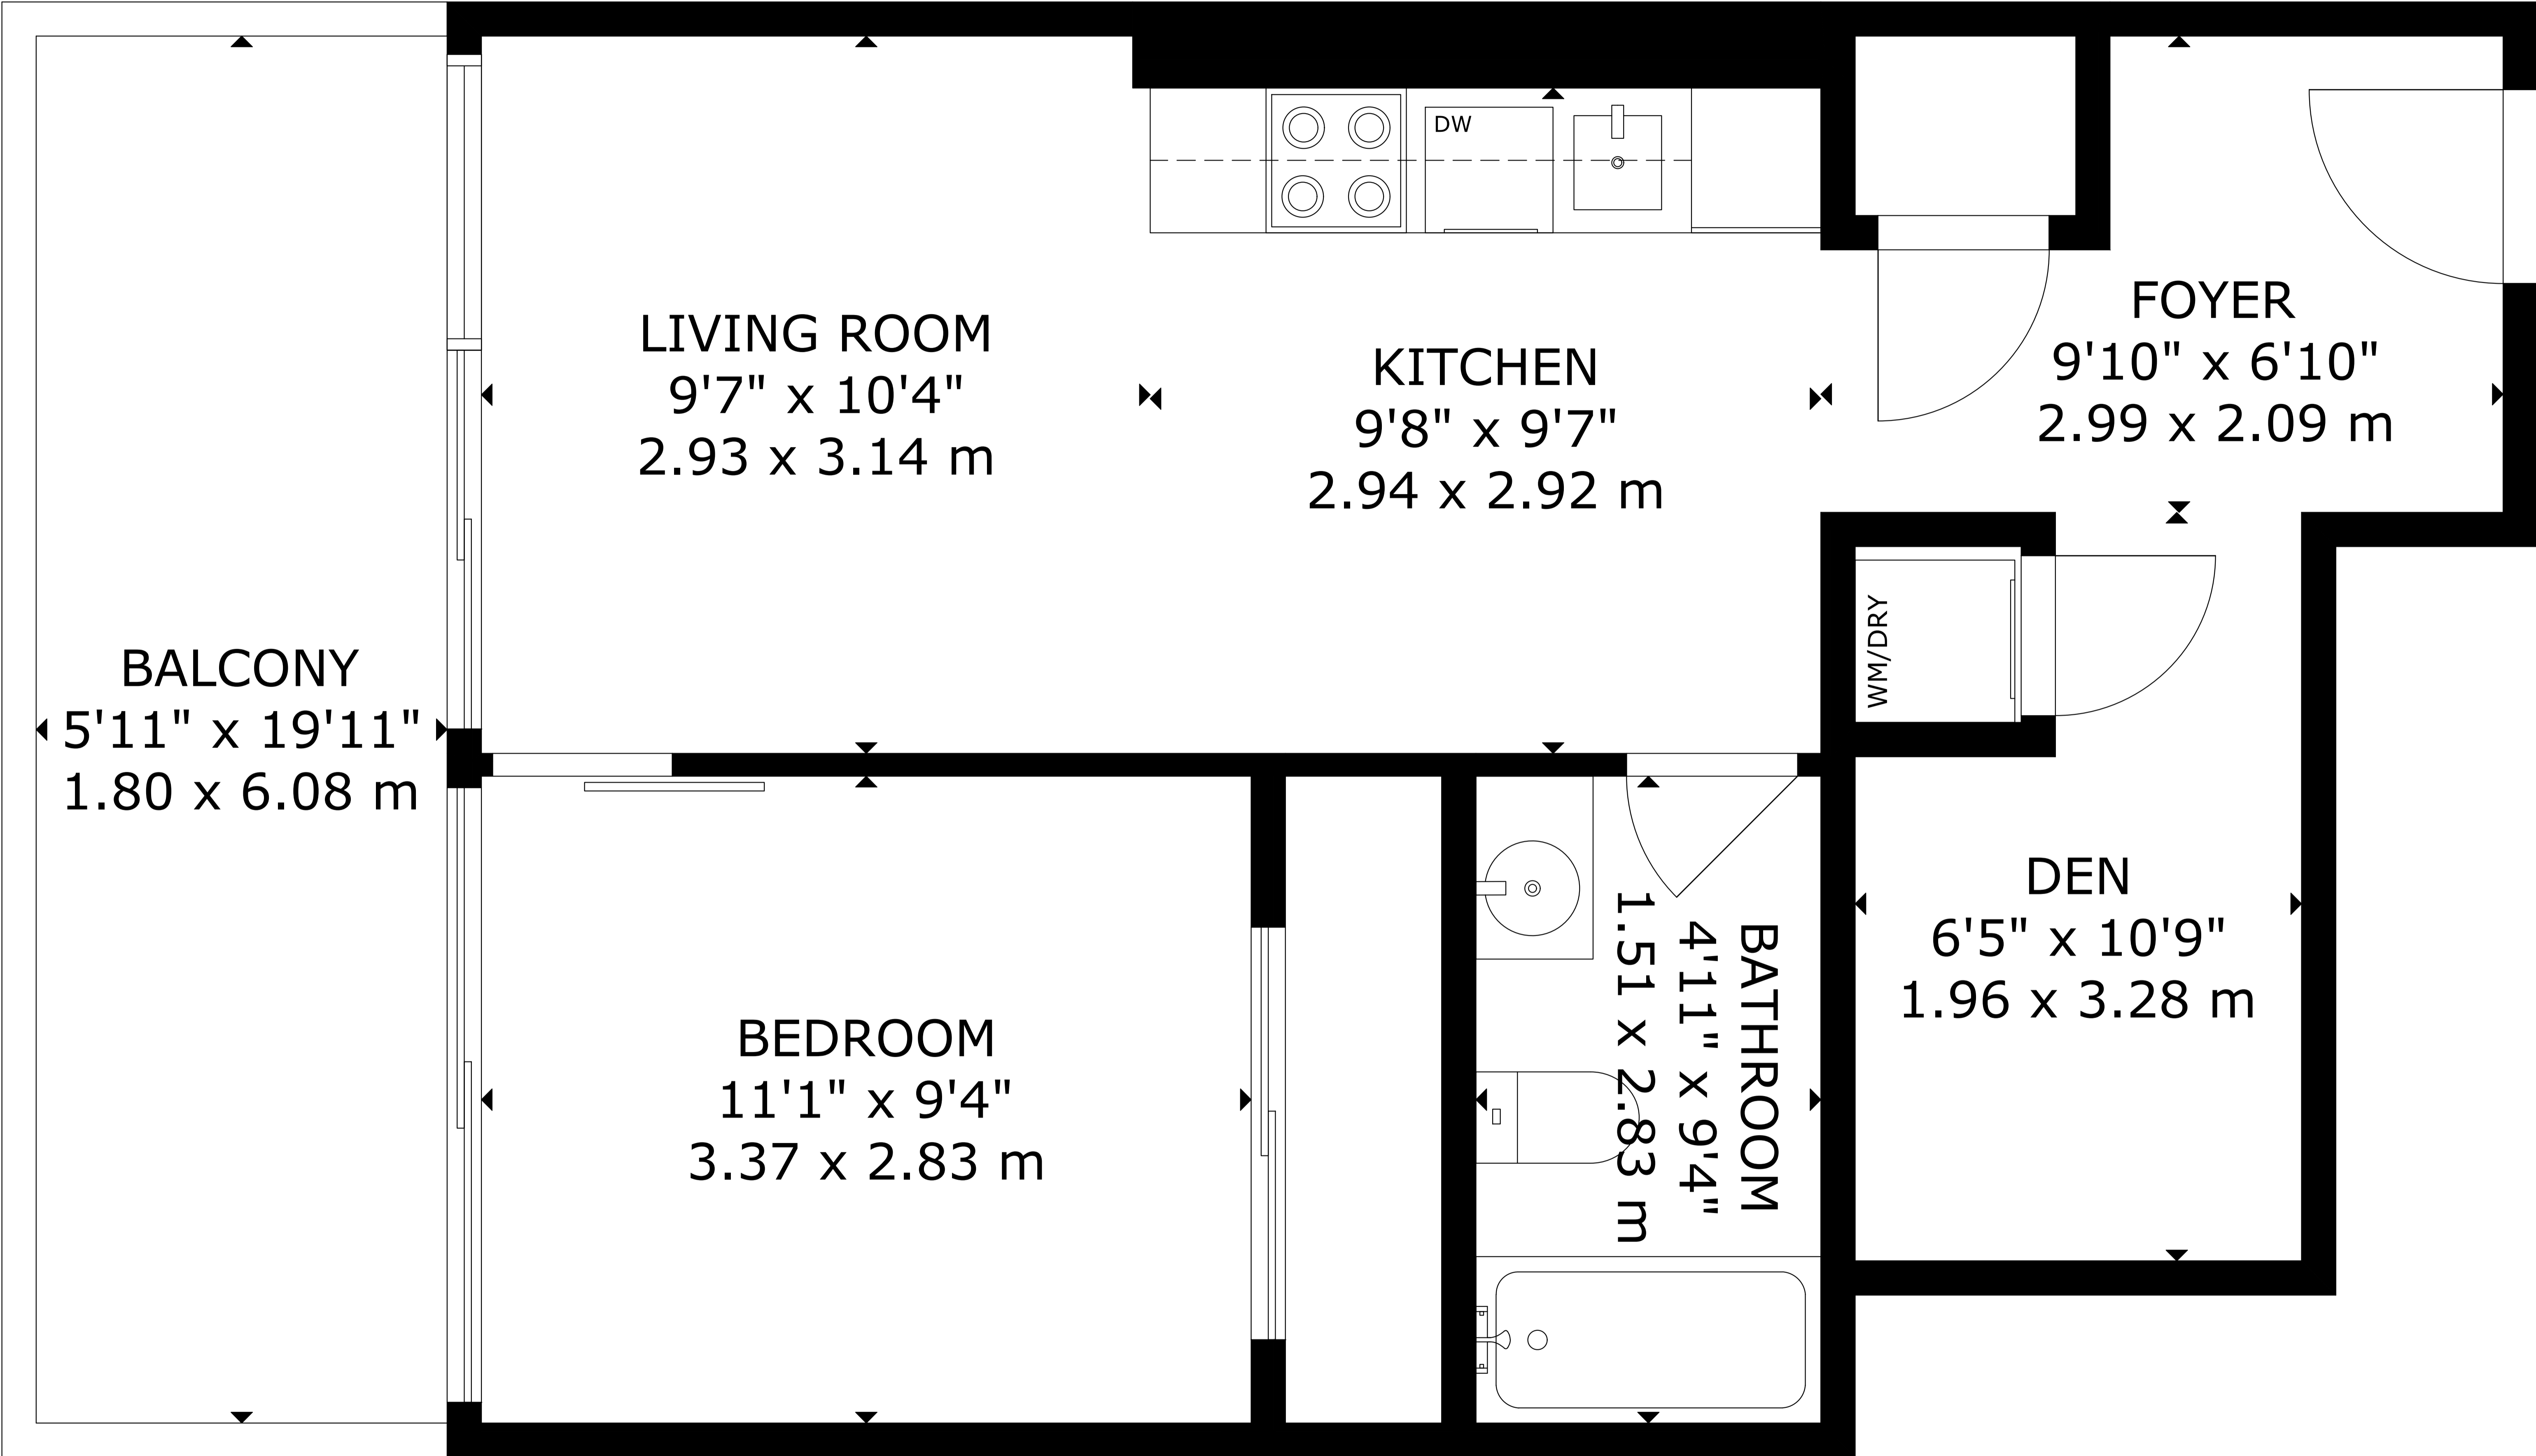 DW
LIVING ROOM
9'7" x 10'4"
2.93 x 3.14 m
KITCHEN
9'8" x 9'7"
2.94 x 2.92 m
FOYER
9'10" x 6'10"
2.99 x 2.09 m
BALCONY
5'11" x 19'11"
1.80 x 6.08 m
WM/DRY
BEDROOM
11'1" x 9'4"
3.37 x 2.83 m
BATHROOM
4'11" x 9'4"
1.51 x 2.83 m
DEN
6'5" x 10'9"
1.96 x 3.28 m